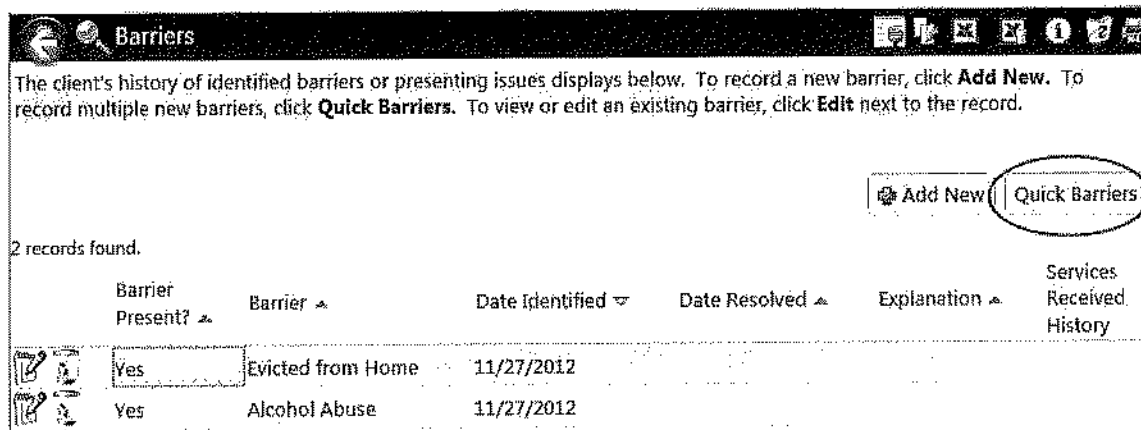 Barriers
The client's history of identified barriers or presenting issues displays below. To record a new barrier, click Add New. To
record multiple new barriers, click Quick Barriers. To view or edit an existing barrier, click Edit next to the record.
Add New Quick Barriers
2 records found.
Barrier Present? Barrier Date Identified Date Resolved Explanation Services Received History
Yes Evicted from Home 11/27/2012
Yes Alcohol Abuse 11/27/2012